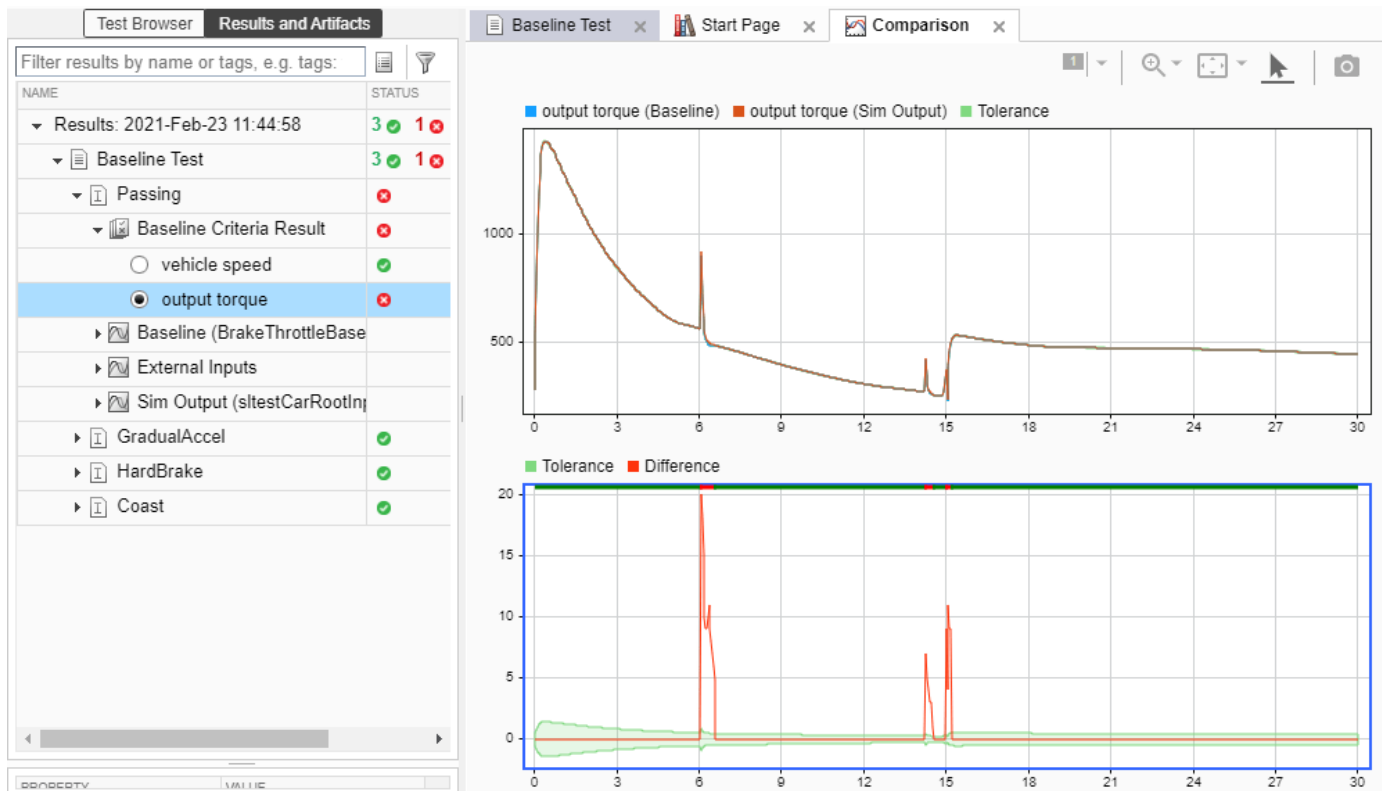 Test Browser Results and Artifacts
Filter results by name or tags, e.g. tags:
NAME STATUS
Results: 2021-Feb-23 11:44:58 3 1
Baseline Test 3 1
Passing
Baseline Criteria Result
vehicle speed
output torque
Baseline (BrakeThrottleBase
External Inputs
Sim Output (sltestCarRootInp
GradualAccel
HardBrake
Coast
PROPERTY VALUE
Baseline Test Start Page Comparison
1
output torque (Baseline) output torque (Sim Output) Tolerance
1000
500
0 3 6 9 12 15 18 21 24 27 30
Tolerance Difference
20
15
10
5
0
0 3 6 9 12 15 18 21 24 27 30